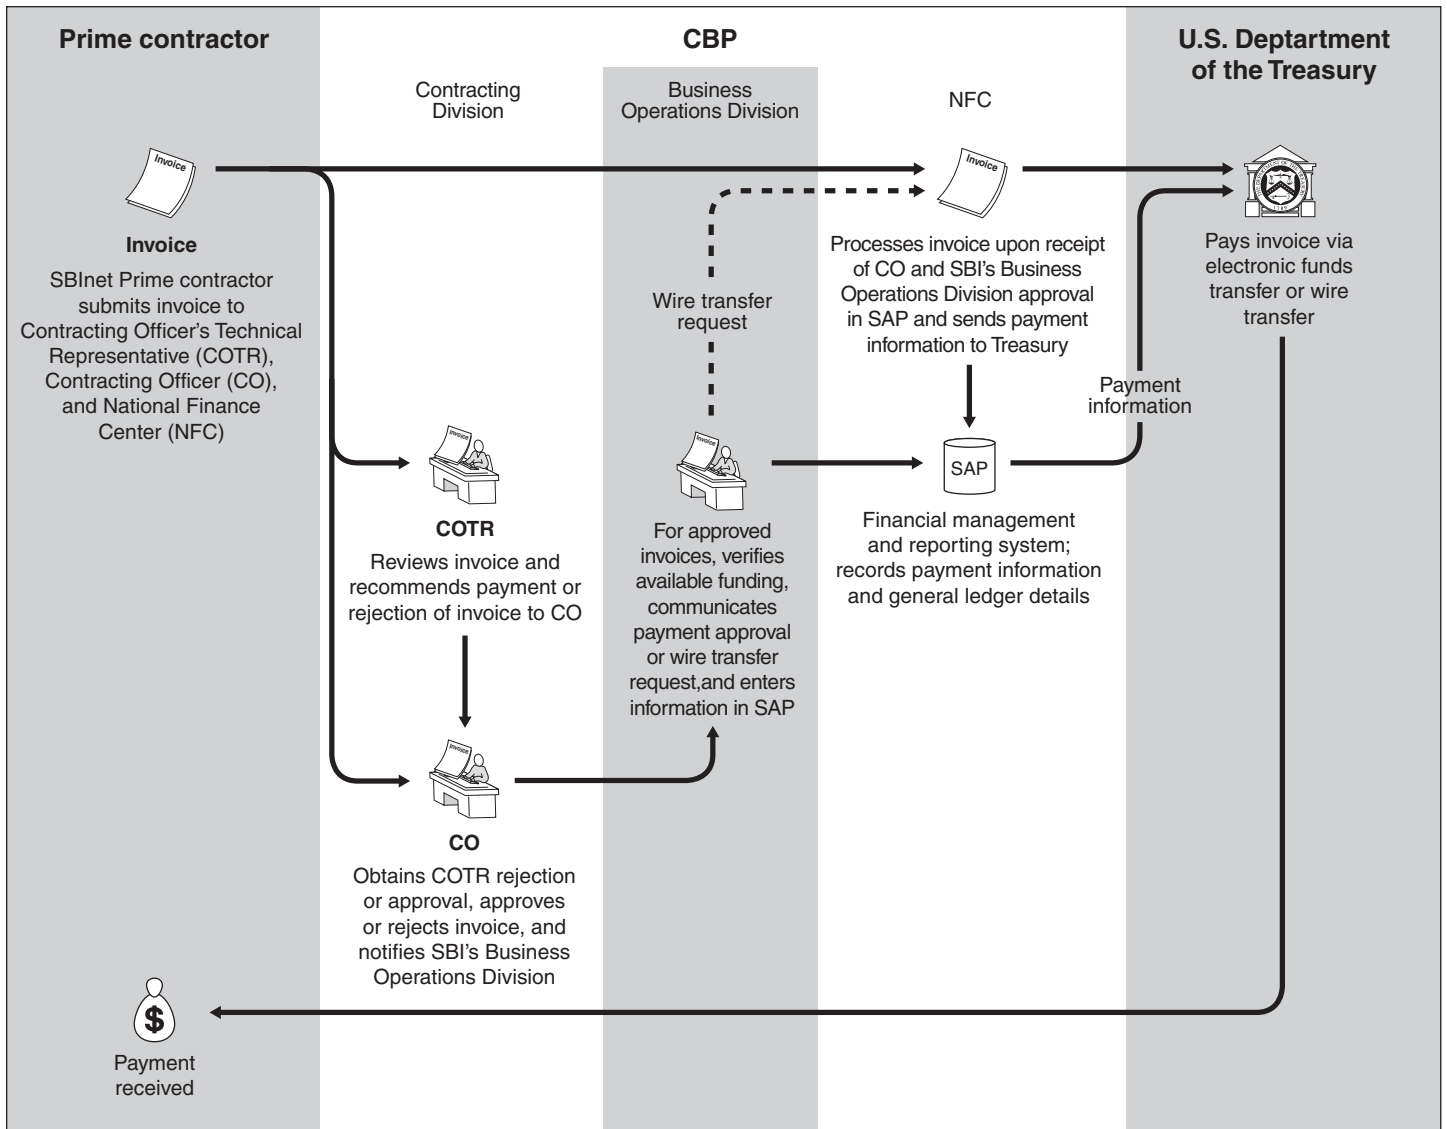 Prime contractor
CBP
U.S. Deptartment
of the Treasury
Contracting
Division
Business
Operations Division
NFC
Invoice
Invoice
Invoice
SBInet Prime contractor
submits invoice to
Contracting Officer's Technical
Representative (COTR),
Contracting Officer (CO),
and National Finance
Center (NFC)
Processes invoice upon receipt
of CO and SBI's Business
Operations Division approval
in SAP and sends payment
information to Treasury
Pays invoice via
electronic funds
transfer or wire
transfer
Wire transfer
request
Payment
information
Invoice
COTR
Reviews invoice and
recommends payment or
rejection of invoice to CO
Invoice
For approved
invoices, verifies
available funding,
communicates
payment approval
or wire transfer
request,and enters
information in SAP
SAP
Financial management
and reporting system;
records payment information
and general ledger details
Invoice
CO
Obtains COTR rejection
or approval, approves
or rejects invoice, and
notifies SBI's Business
Operations Division
$
Payment
received